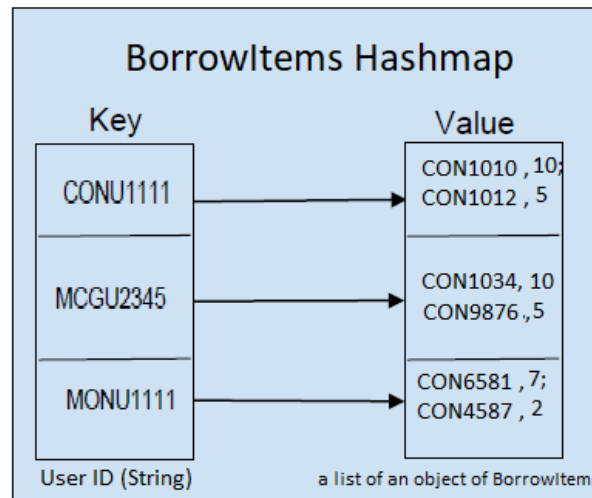 BorrowItems Hashmap
Key
Value
CONU1111
CON1010 , 10;
CON1012 , 5
MCGU2345
CON1034, 10
CON9876 , 5
MONU1111
CON6581 , 7;
CON4587 , 2
User ID (String)
a list of an object of BorrowItem